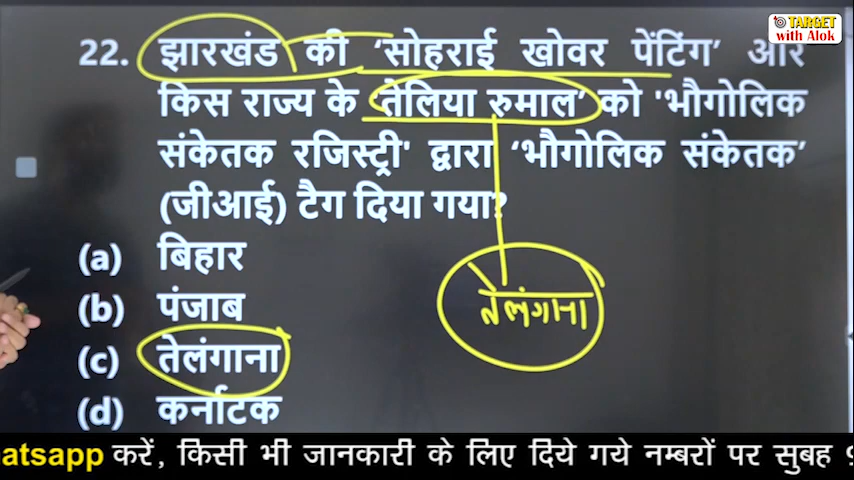 TARGET
with Alok
22. झारखंड की 'सोहराई खोवर पेंटिंग' और
किस राज्य के 'तेलिया रुमाल' को 'भौगोलिक
संकेतक रजिस्ट्री' द्वारा 'भौगोलिक संकेतक'
(जीआई) टैग दिया गया?
(a) बिहार
(b) पंजाब
तेलंगाना
(c) तेलंगाना
(d) कर्नाटक
atsapp करें, किसी भी जानकारी के लिए दिये गये नम्बरों पर सुबह 9